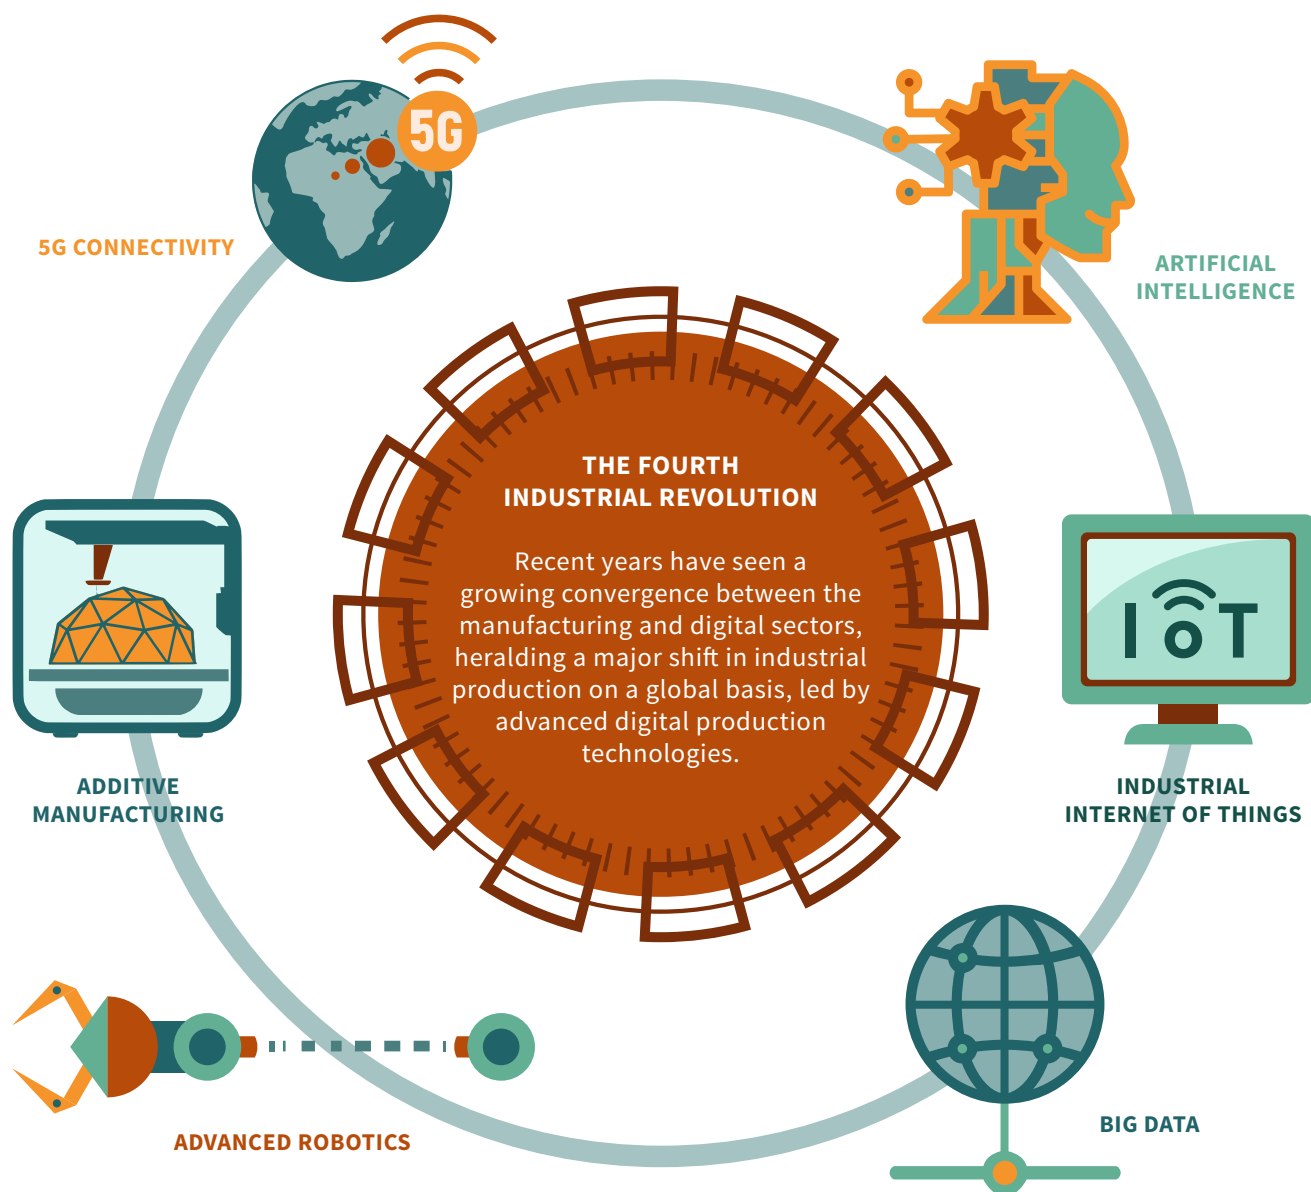 5G
5G CONNECTIVITY
ARTIFICIAL
INTELLIGENCE
THE FOURTH
INDUSTRIAL REVOLUTION
Recent years have seen a
growing convergence between the
manufacturing and digital sectors,
heralding a major shift in industrial
production on a global basis, led by
advanced digital production
technologies.
IoT
ADDITIVE
MANUFACTURING
INDUSTRIAL
INTERNET OF THINGS
BIG DATA
ADVANCED ROBOTICS